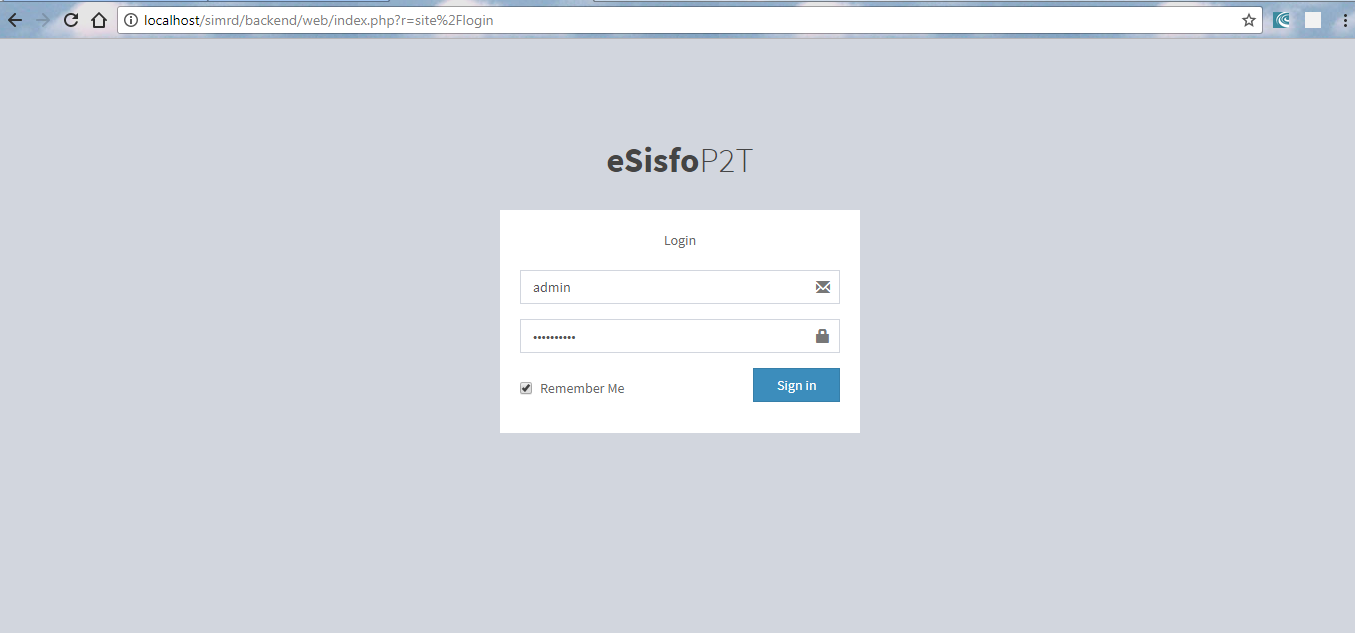 localhost/simrd/backend/web/index.php?r=site%2Flogin
eSisfoP2T
Login
admin
••••••••••
Remember Me
Sign in